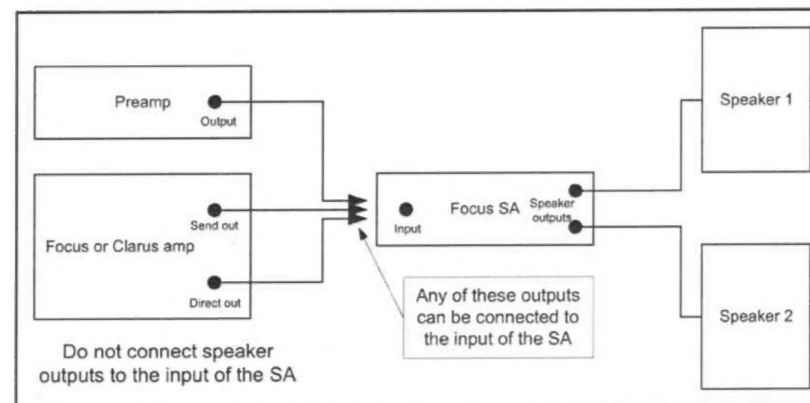 Preamp
Output
Focus or Clarus amp
Send out
Direct out
Do not connect speaker
outputs to the input of the SA
Input
Focus SA
Speaker
outputs
Any of these outputs
can be connected to
the input of the SA
Speaker 1
Speaker 2